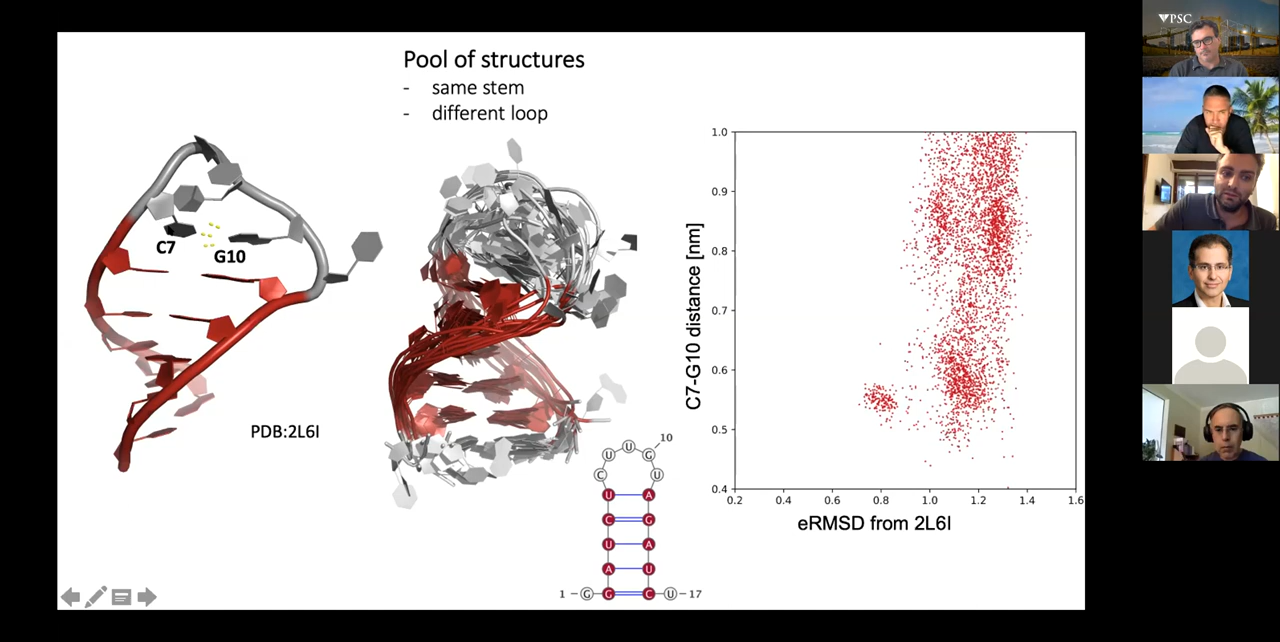 Pool of structures
- same stem
- different loop
C7
G10
PDB:2L6I
C7-G10 distance [nm]
1.0
0.9
0.8
0.7
0.6
0.5
0.4
0.2 0.4 0.6 0.8 1.0 1.2 1.4 1.6
eRMSD from 2L6I
10
U U
C G
U
U A
C G
U A
A U
1 - G G C U - 17
PSC